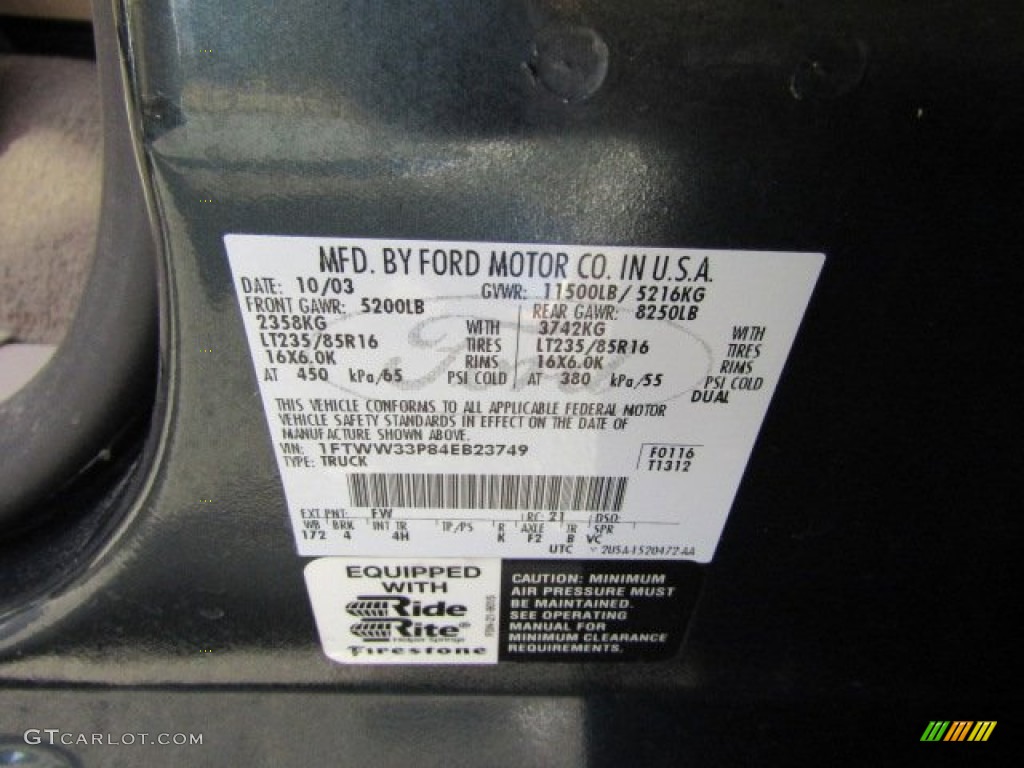 MFD. BY FORD MOTOR CO. IN U.S.A.
DATE: 10/03 GVWR: 11500LB/ 5216KG
FRONT GAWR: 5200LB REAR GAWR: 8250LB
2358KG WITH 3742KG WITH
LT235/85R16 TIRES LT235/85R16 TIRES
16X6.0K RIMS 16X6.0K RIMS
AT 450 kPa/65 PSI COLD AT 380 kPa/55 PSI COLD
DUAL
Ford
THIS VEHICLE CONFORMS TO ALL APPLICABLE FEDERAL MOTOR
VEHICLE SAFETY STANDARDS IN EFFECT ON THE DATE OF
MANUFACTURE SHOWN ABOVE.
VIN: 1FTWW33P84EB23749 F0116
TYPE: TRUCK T1312
EXT PNT: FW RC: 21 DSO:
WB BRK INT TR TP/PS R AXLE TR SPR
172 4 4H K F2 B VC
UTC 2U5A-1520472-AA
EQUIPPED
WITH
Ride
Rite®
Firestone
CAUTION: MINIMUM
AIR PRESSURE MUST
BE MAINTAINED.
SEE OPERATING
MANUAL FOR
MINIMUM CLEARANCE
REQUIREMENTS.
GTCARLOT.COM